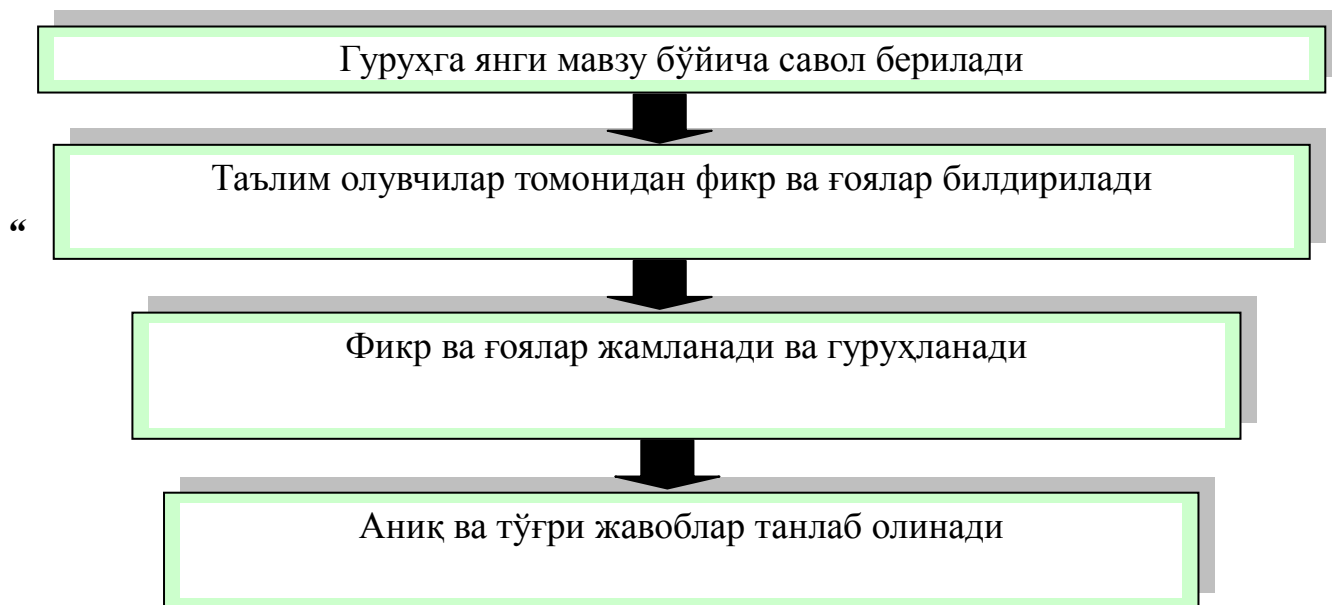 Гуруҳга янги мавзу бўйича савол берилади
Таълим олувчилар томонидан фикр ва ғоялар билдирилади
“
Фикр ва ғоялар жамланади ва гуруҳланади
Аниқ ва тўғри жавоблар танлаб олинади